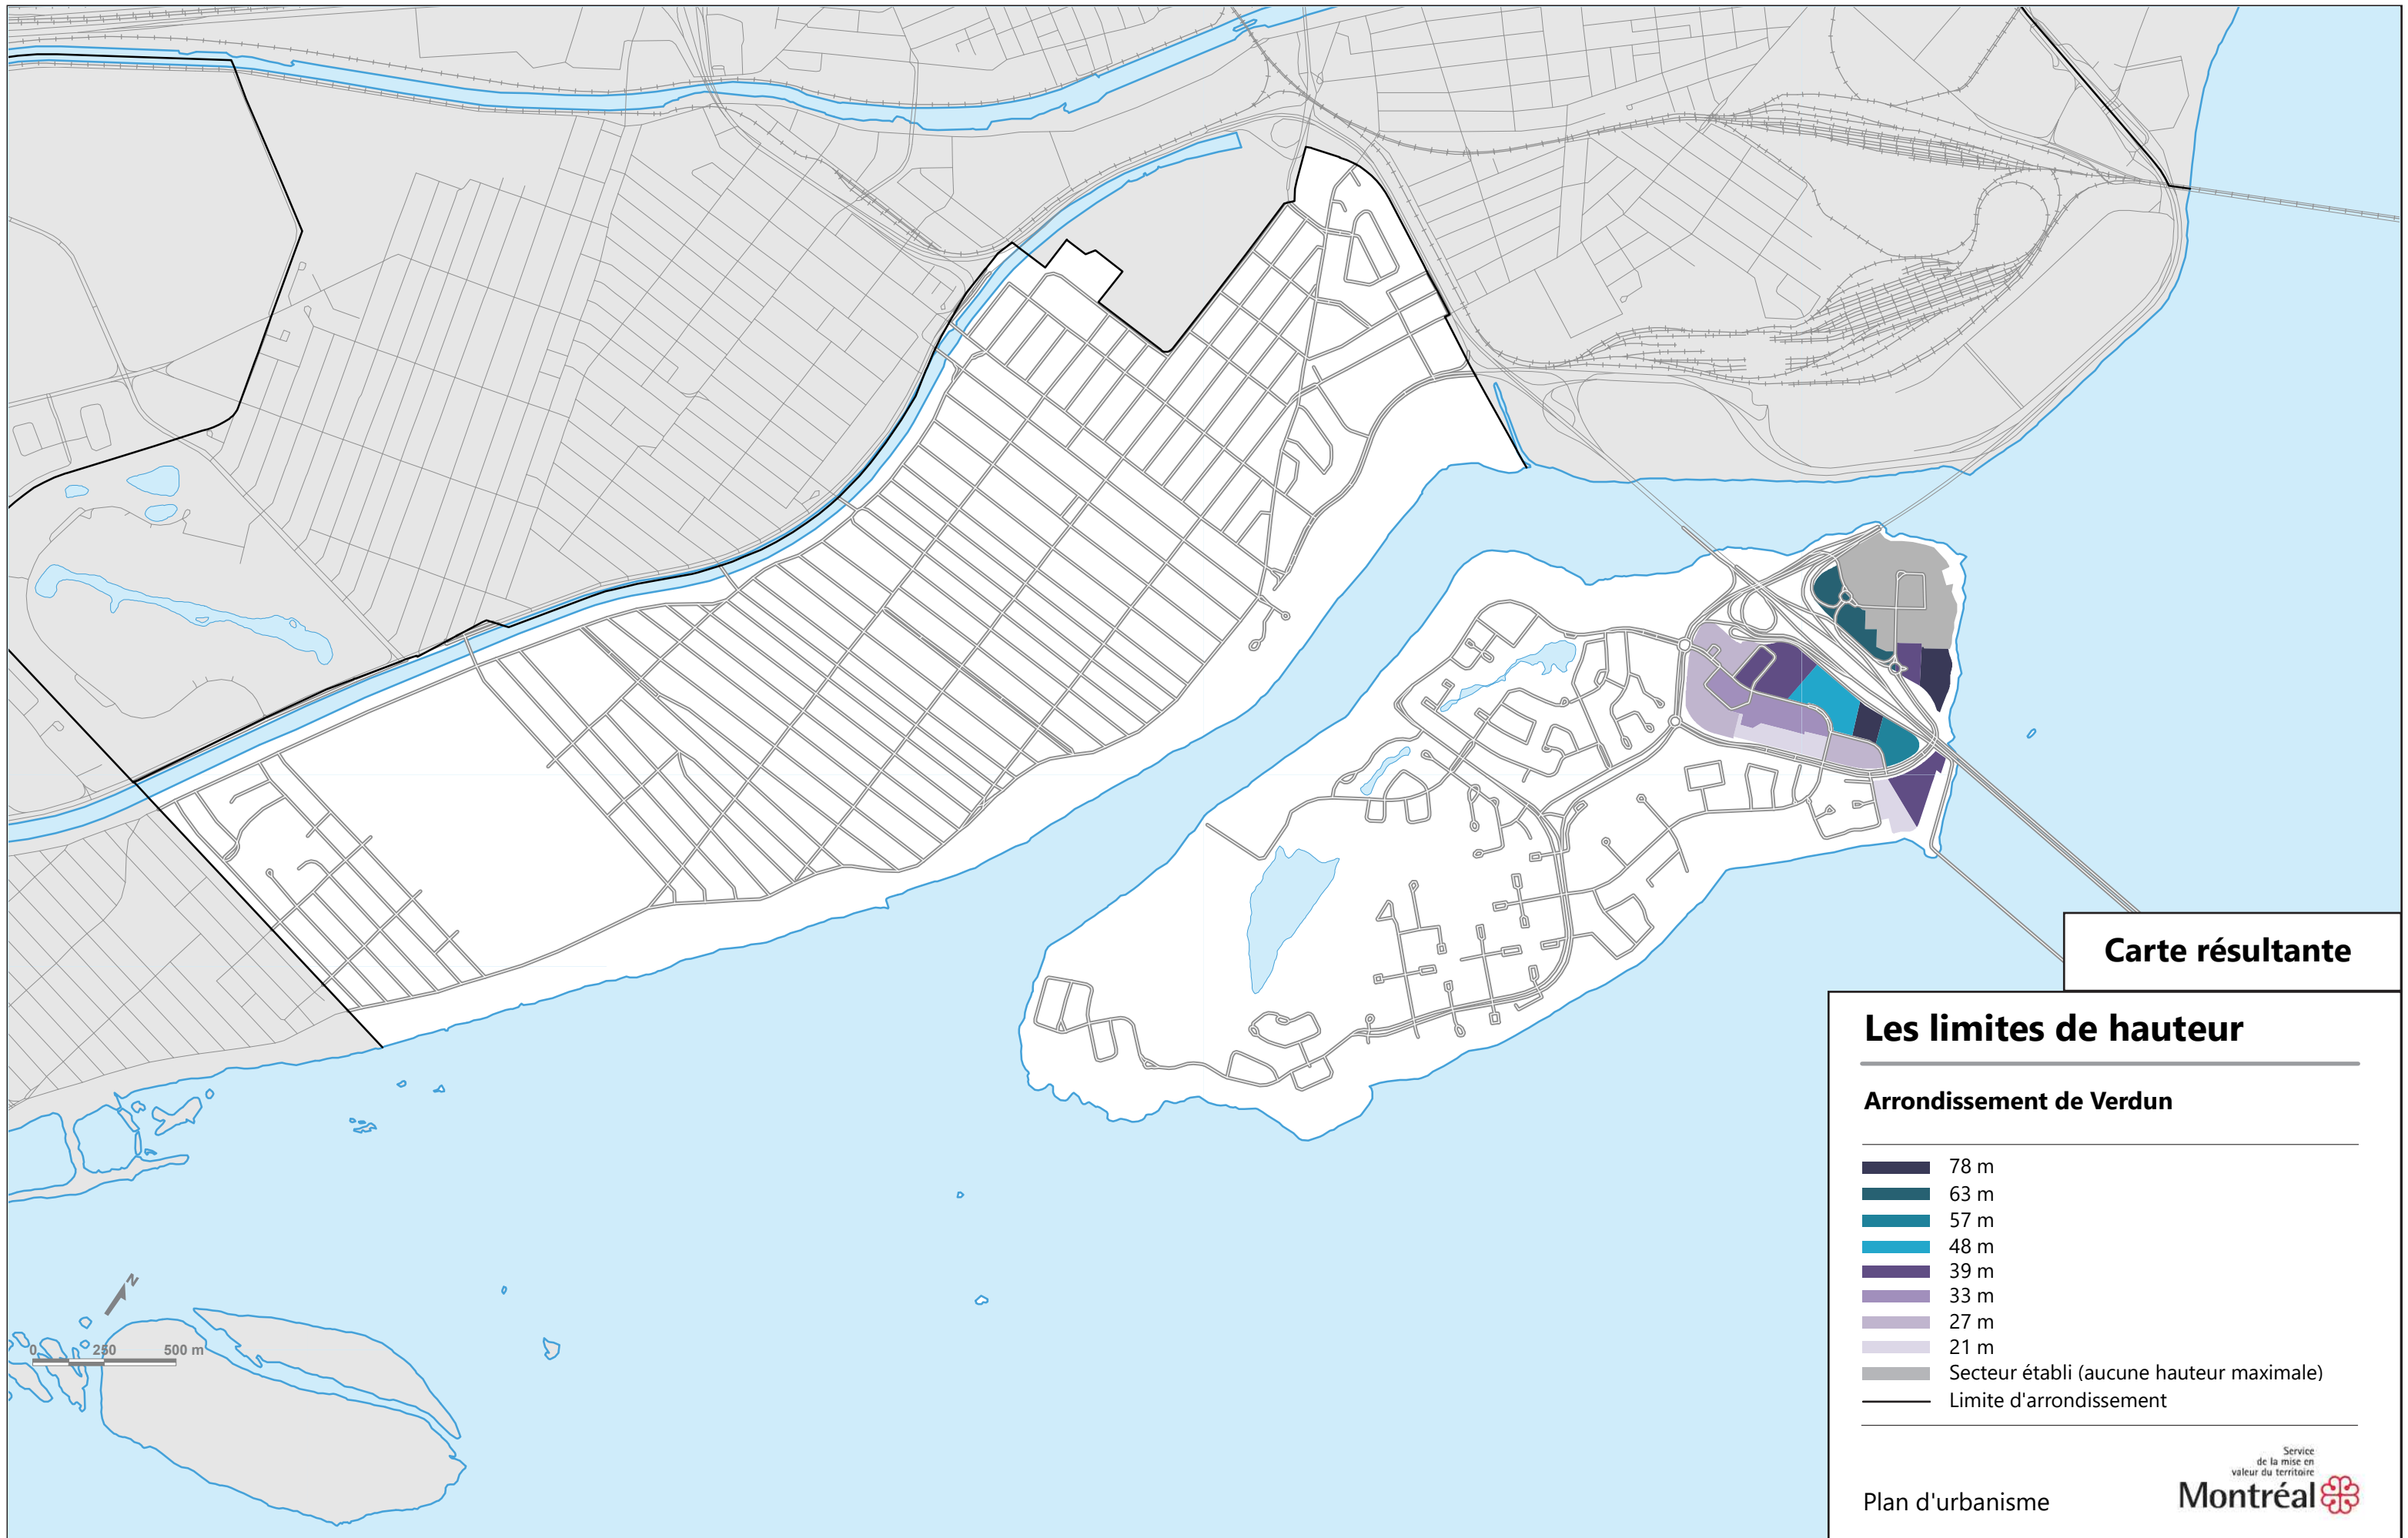 Carte résultante
Les limites de hauteur
Arrondissement de Verdun
78 m
63 m
57 m
48 m
39 m
33 m
27 m
21 m
Secteur établi (aucune hauteur maximale)
Limite d'arrondissement
N
0 250 500 m
Plan d'urbanisme
Service
de la mise en
valeur du territoire
Montréal